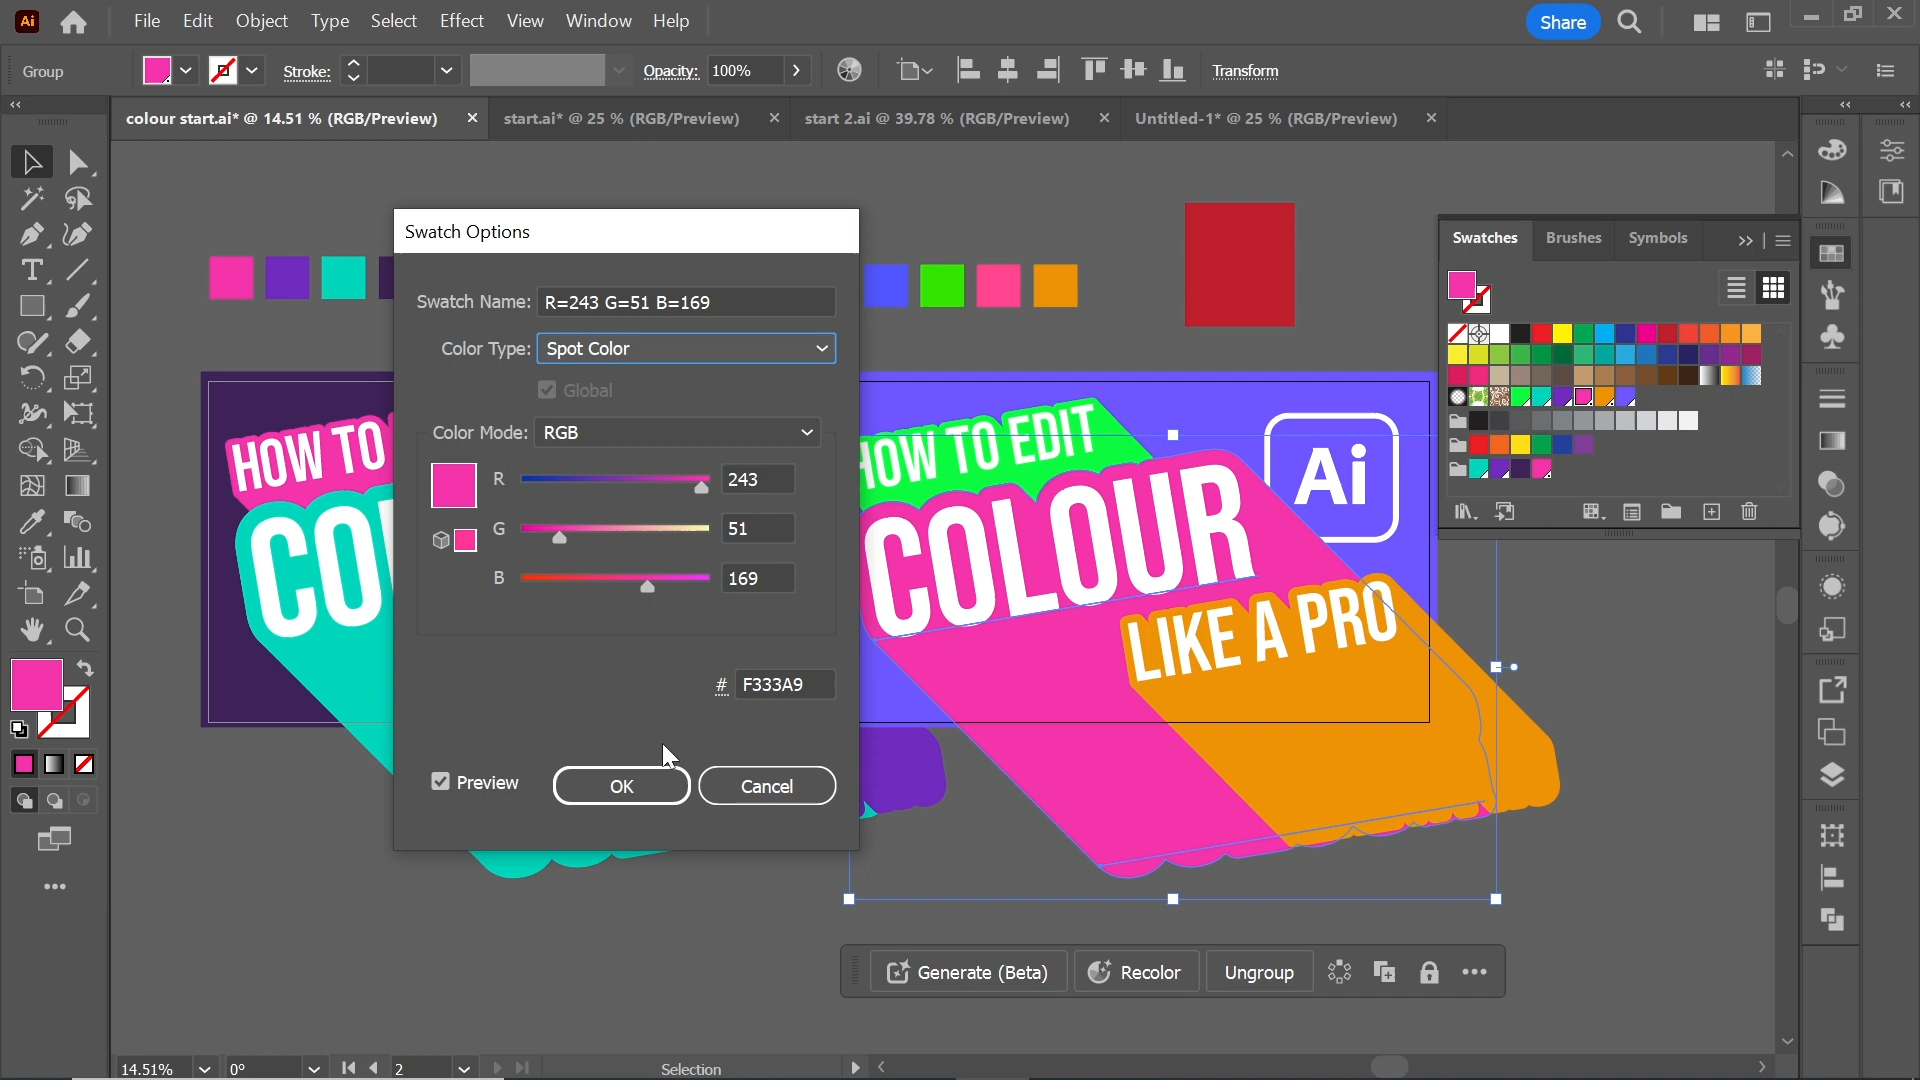 Ai File Edit Object Type Select Effect View Window Help Share
Group Stroke: Opacity: 100% Transform
colour start.ai* @ 14.51 % (RGB/Preview) start.ai* @ 25 % (RGB/Preview) start 2.ai @ 39.78 % (RGB/Preview) Untitled-1* @ 25 % (RGB/Preview)
Swatch Options
Swatch Name: R=243 G=51 B=169
Color Type: Spot Color
Global
Color Mode: RGB
R 243
G 51
B 169
# F333A9
Preview OK Cancel
HOW TO
CO
HOW TO EDIT
COLOUR
LIKE A PRO
Ai
Swatches Brushes Symbols
Generate (Beta) Recolor Ungroup
14.51% 0° 2 Selection